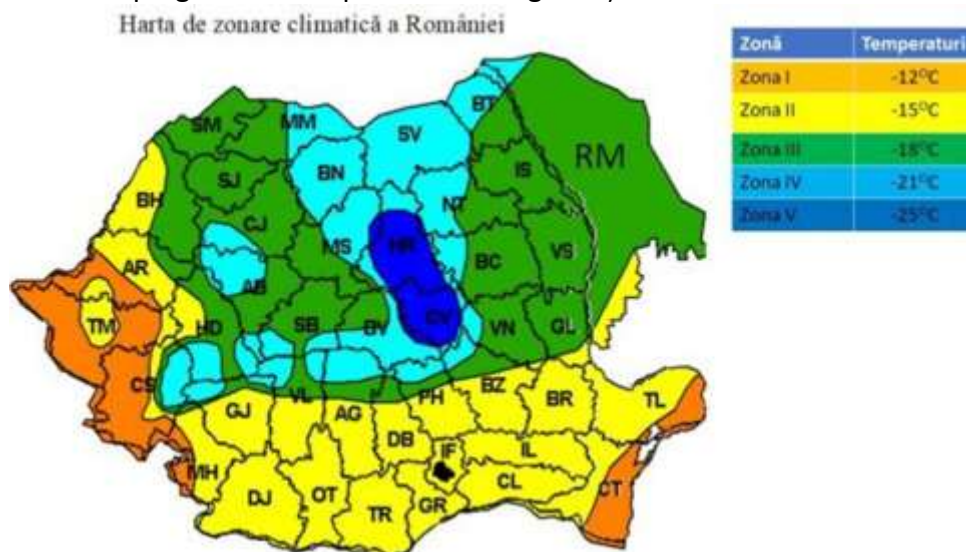 Harta de zonare climatică a României
Zonă Temperaturi
Zona I -12°C
Zona II -15°C
Zona III -18°C
Zona IV -21°C
Zona V -25°C
SM
MM
BT
SV
BN
SJ
IS
RM
BH
CJ
NT
MS
HR
BC
VS
AR
AB
TM
HD
SB
BV
CV
VN
GL
CS
GJ
VL
AG
PH
BZ
BR
TL
DB
IF
IL
MH
DJ
OT
TR
GR
CL
CT